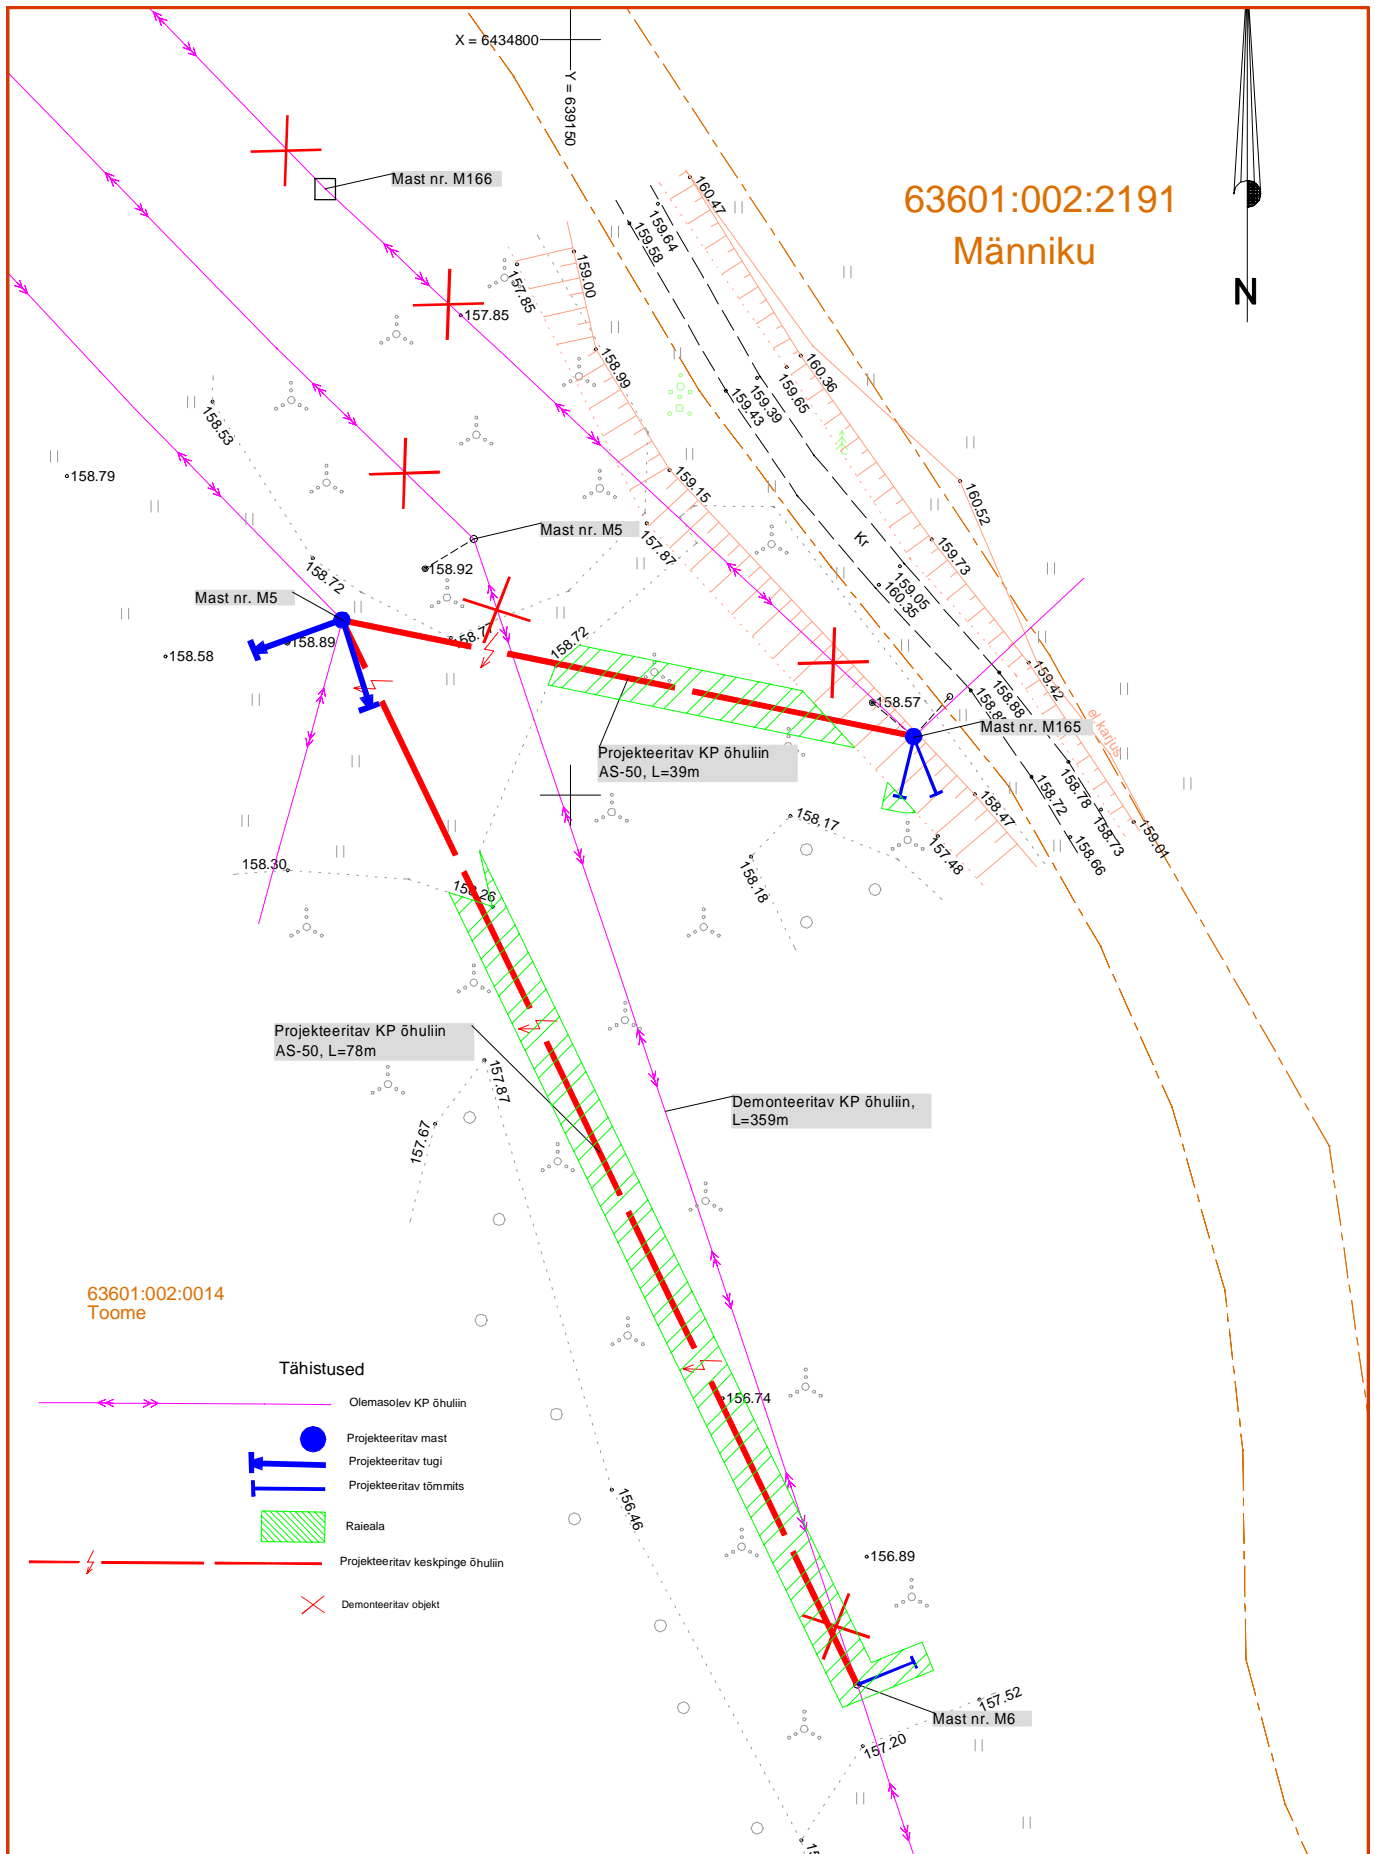 X = 6434800
Y = 639150
63601:002:2191
Männiku
N
Mast nr. M166
160.47
159.64
159.58
159.00
157.85
157.85
158.99
160.36
159.65
159.39
159.43
158.53
158.79
159.15
160.52
Mast nr. M5
157.87
Kr
159.73
158.92
158.72
159.05
160.35
Mast nr. M5
158.89
158.58
158.72
159.42
158.88
158.57
el.karjus
Mast nr. M165
Projekteeritav KP õhuliin
AS-50, L=39m
158.78
158.72
158.47
158.73
159.01
158.66
158.17
157.48
158.18
158.30
158.26
Projekteeritav KP õhuliin
AS-50, L=78m
157.87
157.67
Demonteeritav KP õhuliin,
L=359m
63601:002:0014
Toome
Tähistused
Olemasolev KP õhuliin
Projekteeritav mast
Projekteeritav tugi
Projekteeritav tõmmits
Raieala
Projekteeritav keskpinge õhuliin
Demonteeritav objekt
156.74
156.46
156.89
157.52
Mast nr. M6
157.20